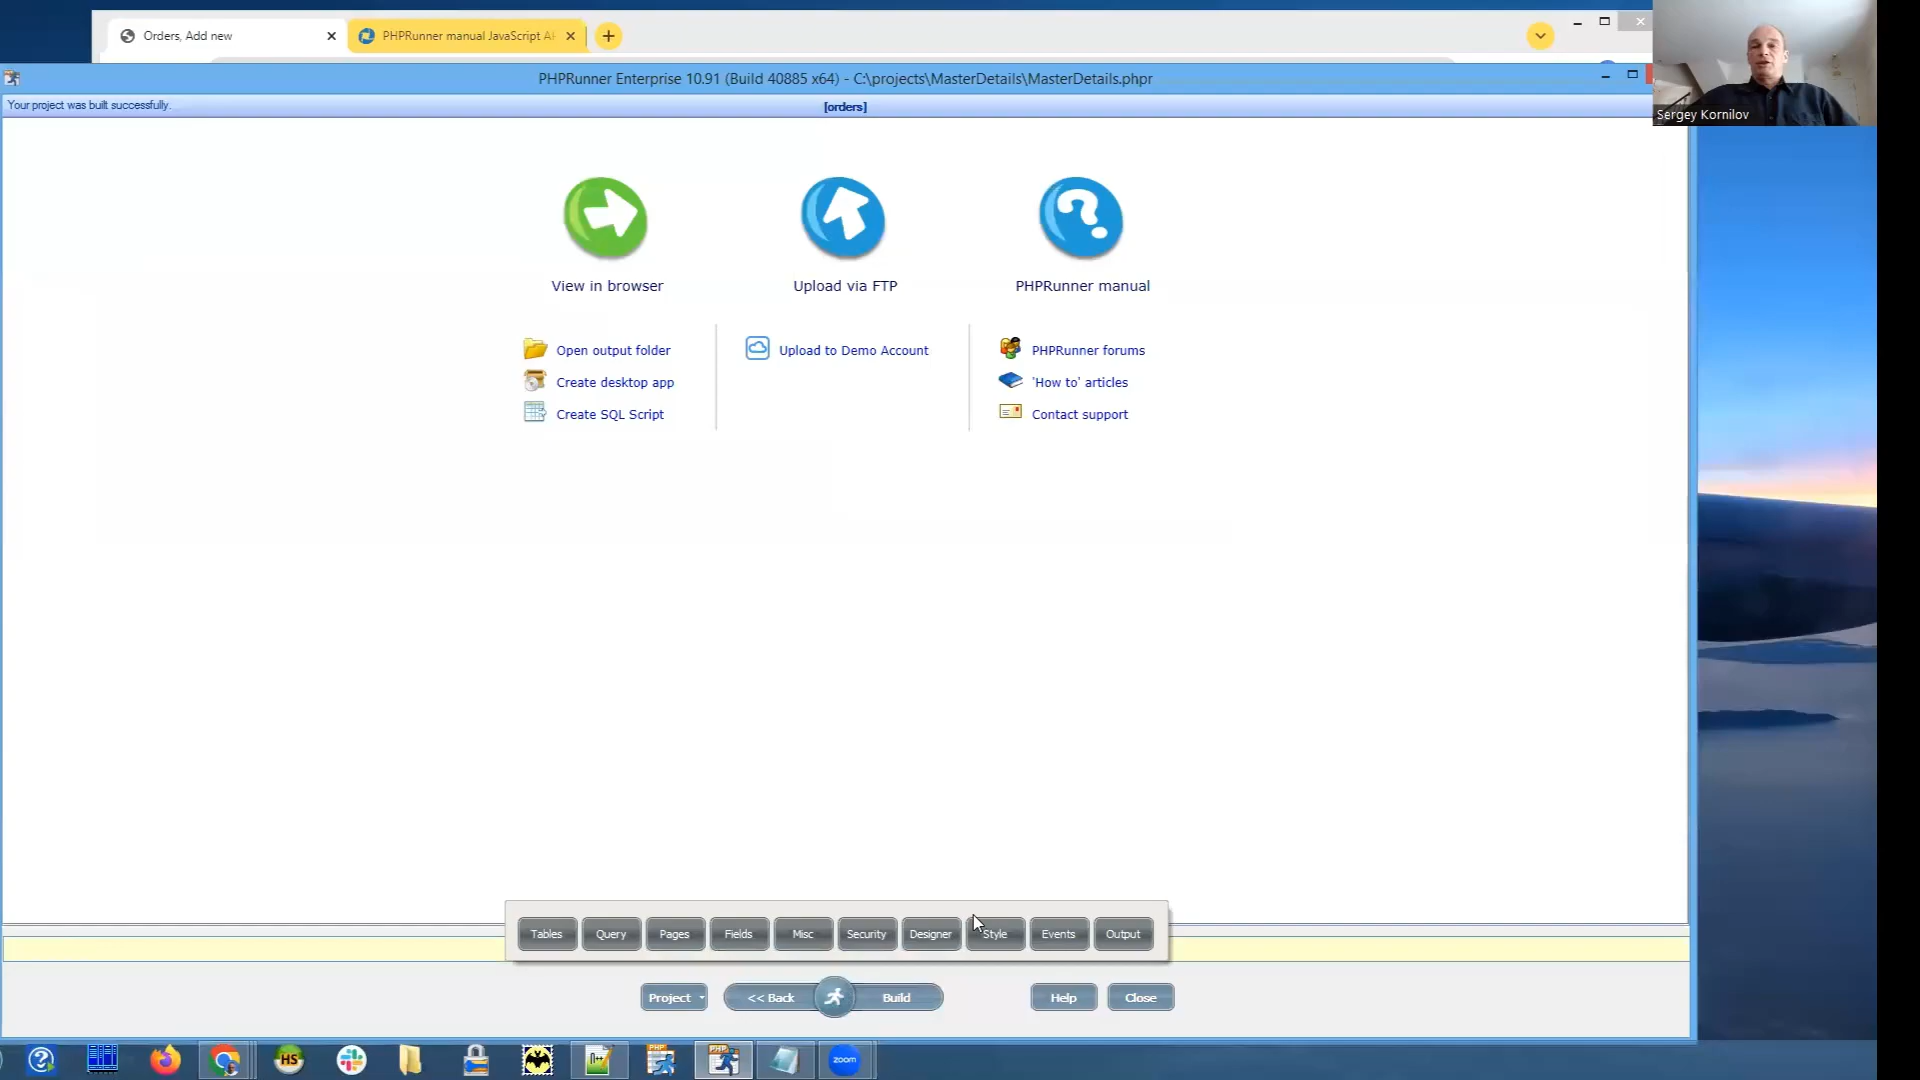 Orders, Add new
PHPRunner manual JavaScript AI
Sergey Kornilov
PHPRunner Enterprise 10.91 (Build 40885 x64) - C:\projects\MasterDetails\MasterDetails.phpr
Your project was built successfully.
[orders]
View in browser
Upload via FTP
PHPRunner manual
Open output folder
Upload to Demo Account
PHPRunner forums
Create desktop app
'How to' articles
Create SQL Script
Contact support
Tables
Query
Pages
Fields
Misc
Security
Designer
Style
Events
Output
Project
<< Back
Build
Help
Close
HS
PHP
PHP
zoom